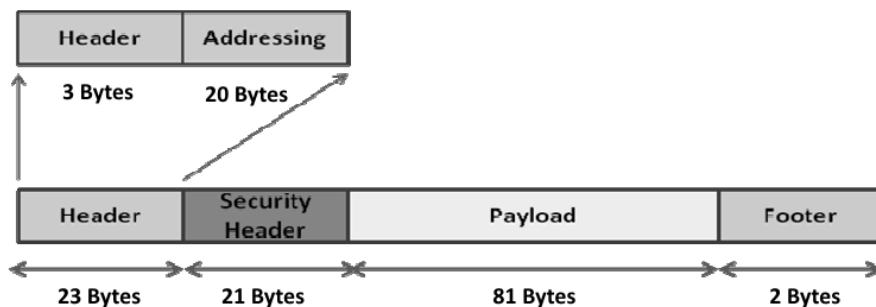 Header Addressing
3 Bytes 20 Bytes
Header Security Header Payload Footer
23 Bytes 21 Bytes 81 Bytes 2 Bytes